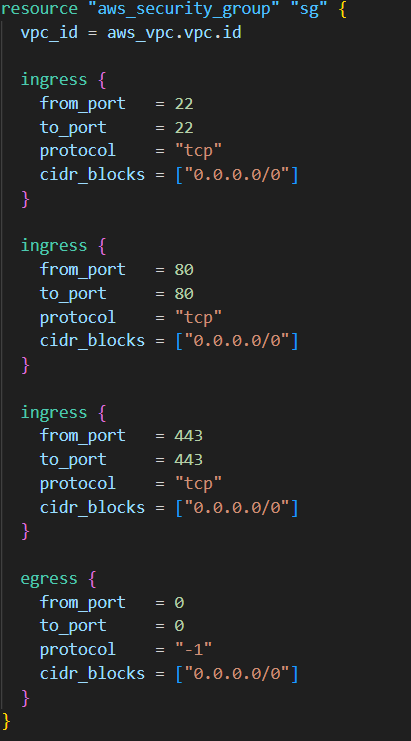 resource "aws_security_group" "sg" {
  vpc_id = aws_vpc.vpc.id

  ingress {
    from_port   = 22
    to_port     = 22
    protocol    = "tcp"
    cidr_blocks = ["0.0.0.0/0"]
  }

  ingress {
    from_port   = 80
    to_port     = 80
    protocol    = "tcp"
    cidr_blocks = ["0.0.0.0/0"]
  }

  ingress {
    from_port   = 443
    to_port     = 443
    protocol    = "tcp"
    cidr_blocks = ["0.0.0.0/0"]
  }

  egress {
    from_port   = 0
    to_port     = 0
    protocol    = "-1"
    cidr_blocks = ["0.0.0.0/0"]
  }
}